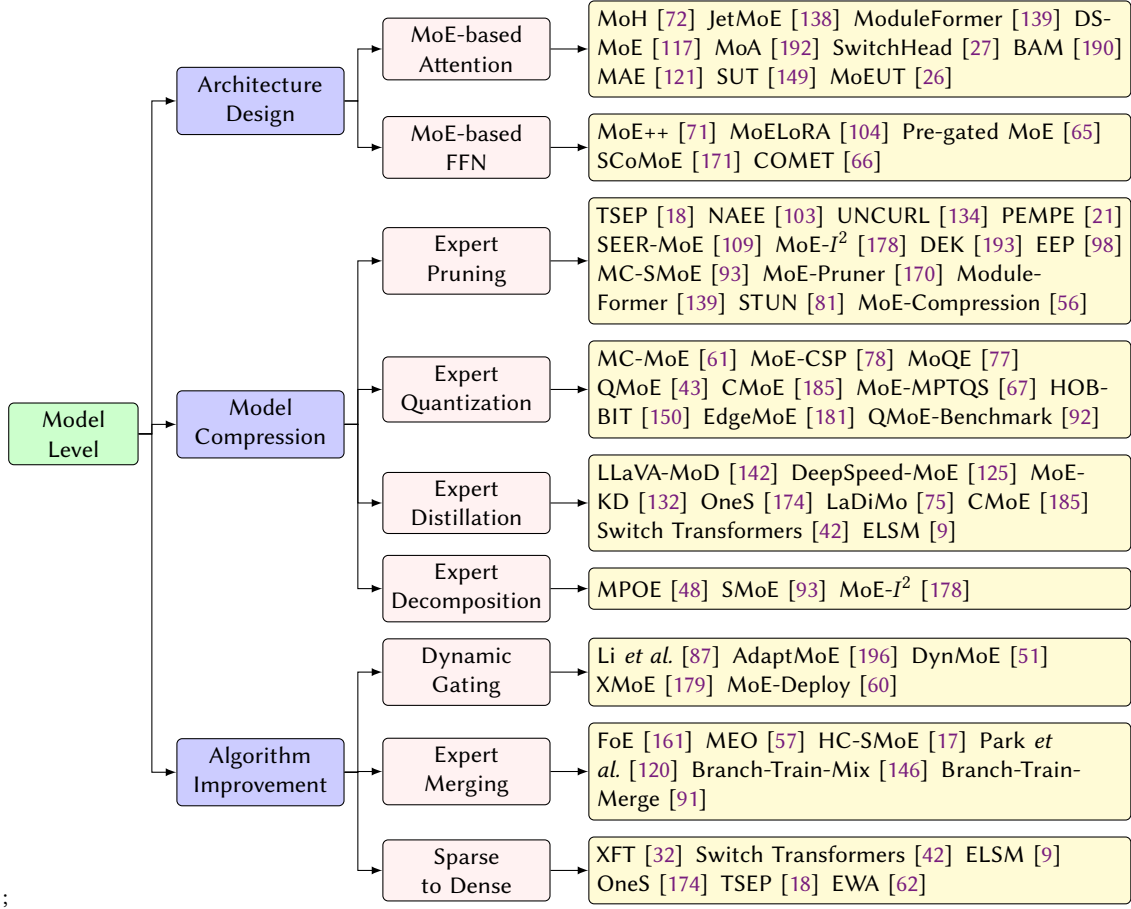 MoE-based
Attention
MoH [72] JetMoE [138] ModuleFormer [139] DS-
MoE [117] MoA [192] SwitchHead [27] BAM [190]
MAE [121] SUT [149] MoEUT [26]
Architecture
Design
MoE-based
FFN
MoE++ [71] MoELoRA [104] Pre-gated MoE [65]
SCoMoE [171] COMET [66]
Expert
Pruning
TSEP [18] NAEE [103] UNCURL [134] PEMPE [21]
SEER-MoE [109] MoE-I² [178] DEK [193] EEP [98]
MC-SMoE [93] MoE-Pruner [170] Module-
Former [139] STUN [81] MoE-Compression [56]
Expert
Quantization
MC-MoE [61] MoE-CSP [78] MoQE [77]
QMoE [43] CMoE [185] MoE-MPTQS [67] HOB-
BIT [150] EdgeMoE [181] QMoE-Benchmark [92]
Model
Level
Model
Compression
Expert
Distillation
LLaVA-MoD [142] DeepSpeed-MoE [125] MoE-
KD [132] OneS [174] LaDiMo [75] CMoE [185]
Switch Transformers [42] ELSM [9]
Expert
Decomposition
MPOE [48] SMoE [93] MoE-I² [178]
Dynamic
Gating
Li et al. [87] AdaptMoE [196] DynMoE [51]
XMoE [179] MoE-Deploy [60]
Algorithm
Improvement
Expert
Merging
FoE [161] MEO [57] HC-SMoE [17] Park et
al. [120] Branch-Train-Mix [146] Branch-Train-
Merge [91]
Sparse
to Dense
XFT [32] Switch Transformers [42] ELSM [9]
OneS [174] TSEP [18] EWA [62]
;